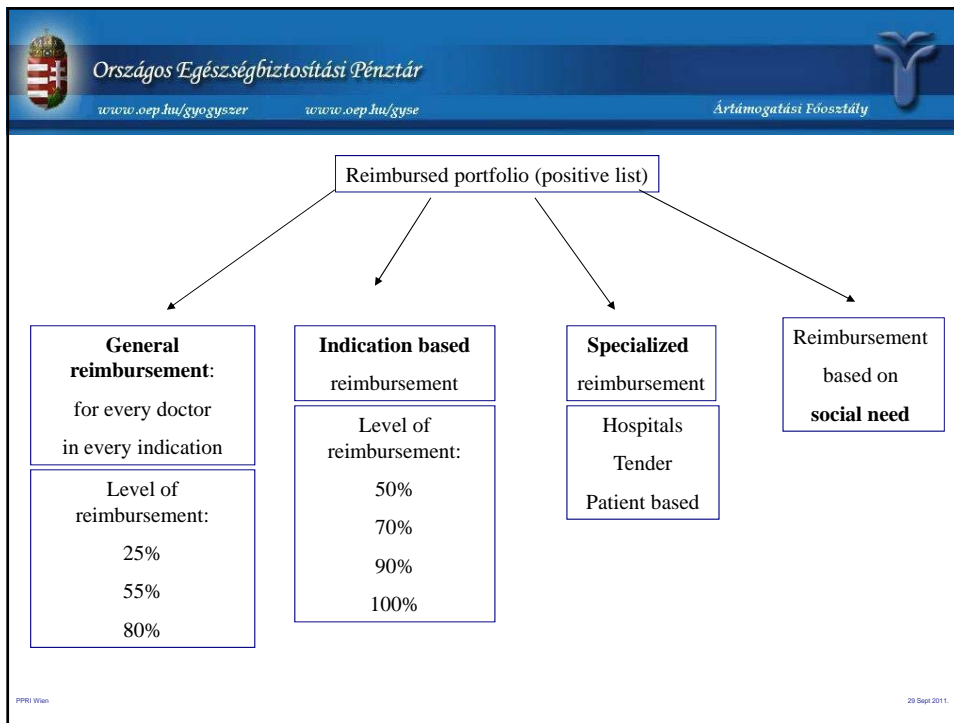 Országos Egészségbiztosítási Pénztár
www.oep.hu/gyogyszer www.oep.hu/gyse Ártámogatási Főosztály
Reimbursed portfolio (positive list)
General
reimbursement:
for every doctor
in every indication
Level of
reimbursement:
25%
55%
80%
Indication based
reimbursement
Level of
reimbursement:
50%
70%
90%
100%
Specialized
reimbursement
Hospitals
Tender
Patient based
Reimbursement
based on
social need
PPRI Wien
29 Sept 2011.